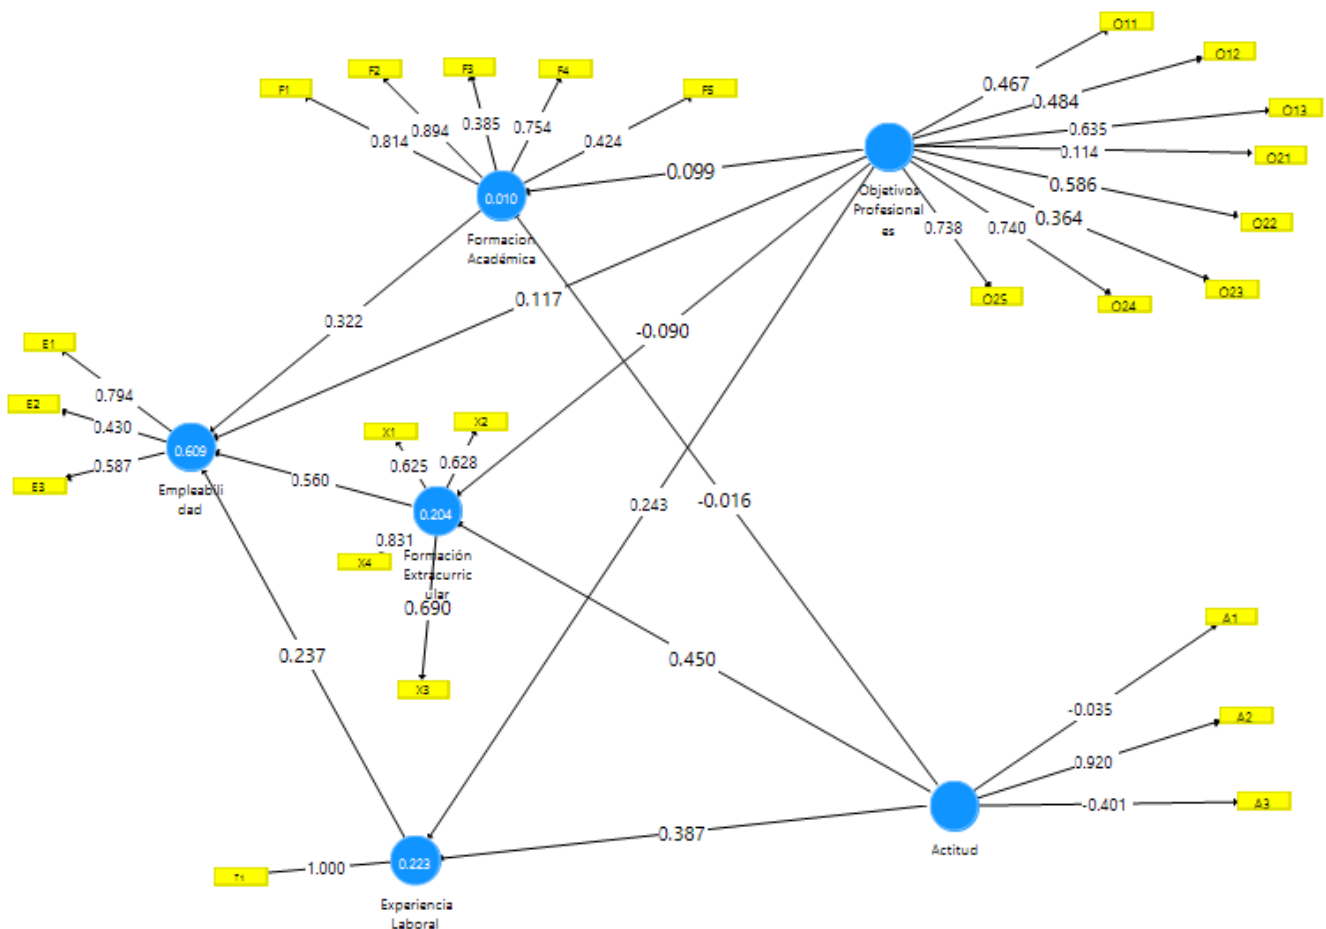 O11
O12
F3
F4
F2
F1
F5
0.467
0.484
O13
0.635
0.894
0.385
0.754
0.814
0.424
0.114
O21
0.099
0.586
0.010
Objetivos
Profesional
es
0.738
0.740
0.364
O22
Formación
Académica
O25
O24
O23
0.117
0.322
-0.090
E1
0.794
E2
0.430
X1
X2
0.609
0.587
0.625
0.628
E3
0.560
Empleabili
dad
0.243
-0.016
0.204
0.831
X4
Formación
Extracurric
ular
0.690
0.237
0.450
X3
A1
-0.035
A2
0.920
-0.401
A3
0.387
Actitud
0.223
1.000
T1
Experiencia
Laboral